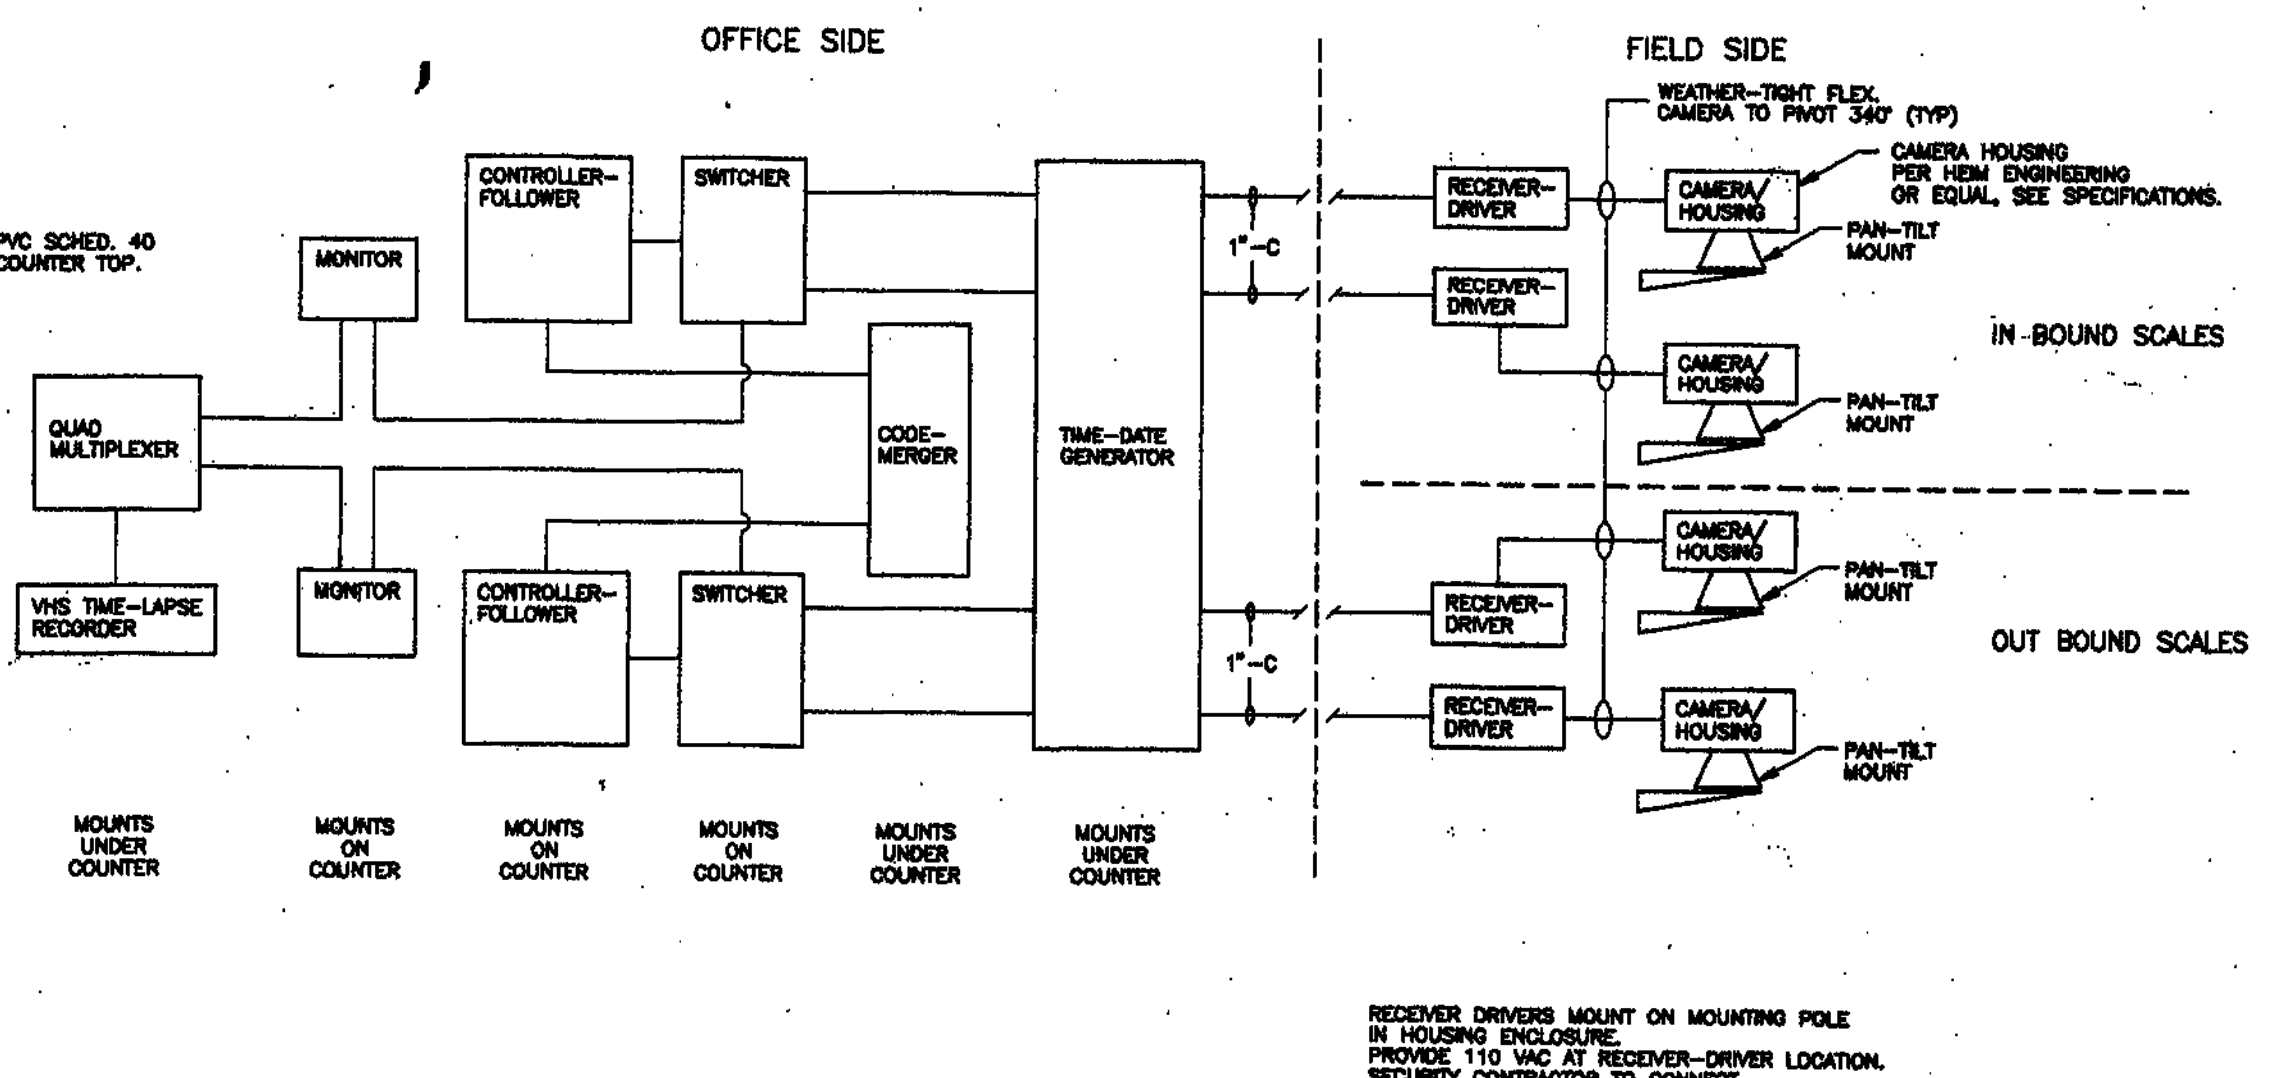 OFFICE SIDE
FIELD SIDE
WEATHER-TIGHT FLEX.
CAMERA TO PIVOT 340° (TYP)
CAMERA HOUSING
PER HEIM ENGINEERING
OR EQUAL, SEE SPECIFICATIONS.
PVC SCHED. 40
COUNTER TOP.
MONITOR
CONTROLLER-
FOLLOWER
SWITCHER
1"-C
RECEIVER-
DRIVER
CAMERA/
HOUSING
PAN-TILT
MOUNT
RECEIVER-
DRIVER
CAMERA/
HOUSING
PAN-TILT
MOUNT
IN-BOUND SCALES
QUAD
MULTIPLEXER
CODE-
MERGER
TIME-DATE
GENERATOR
VHS TIME-LAPSE
RECORDER
MONITOR
CONTROLLER-
FOLLOWER
SWITCHER
1"-C
RECEIVER-
DRIVER
CAMERA/
HOUSING
PAN-TILT
MOUNT
RECEIVER-
DRIVER
CAMERA/
HOUSING
PAN-TILT
MOUNT
OUT BOUND SCALES
MOUNTS
UNDER
COUNTER
MOUNTS
ON
COUNTER
MOUNTS
ON
COUNTER
MOUNTS
ON
COUNTER
MOUNTS
UNDER
COUNTER
MOUNTS
UNDER
COUNTER
RECEIVER DRIVERS MOUNT ON MOUNTING POLE
IN HOUSING ENCLOSURE.
PROVIDE 110 VAC AT RECEIVER-DRIVER LOCATION.
SECURITY CONTRACTOR TO CONNECT